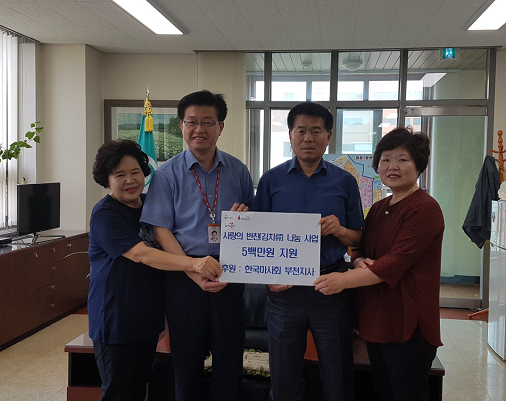 사랑의 반찬(김치류) 나눔 사업
5백만원 지원
후원 : 한국마사회 부천지사